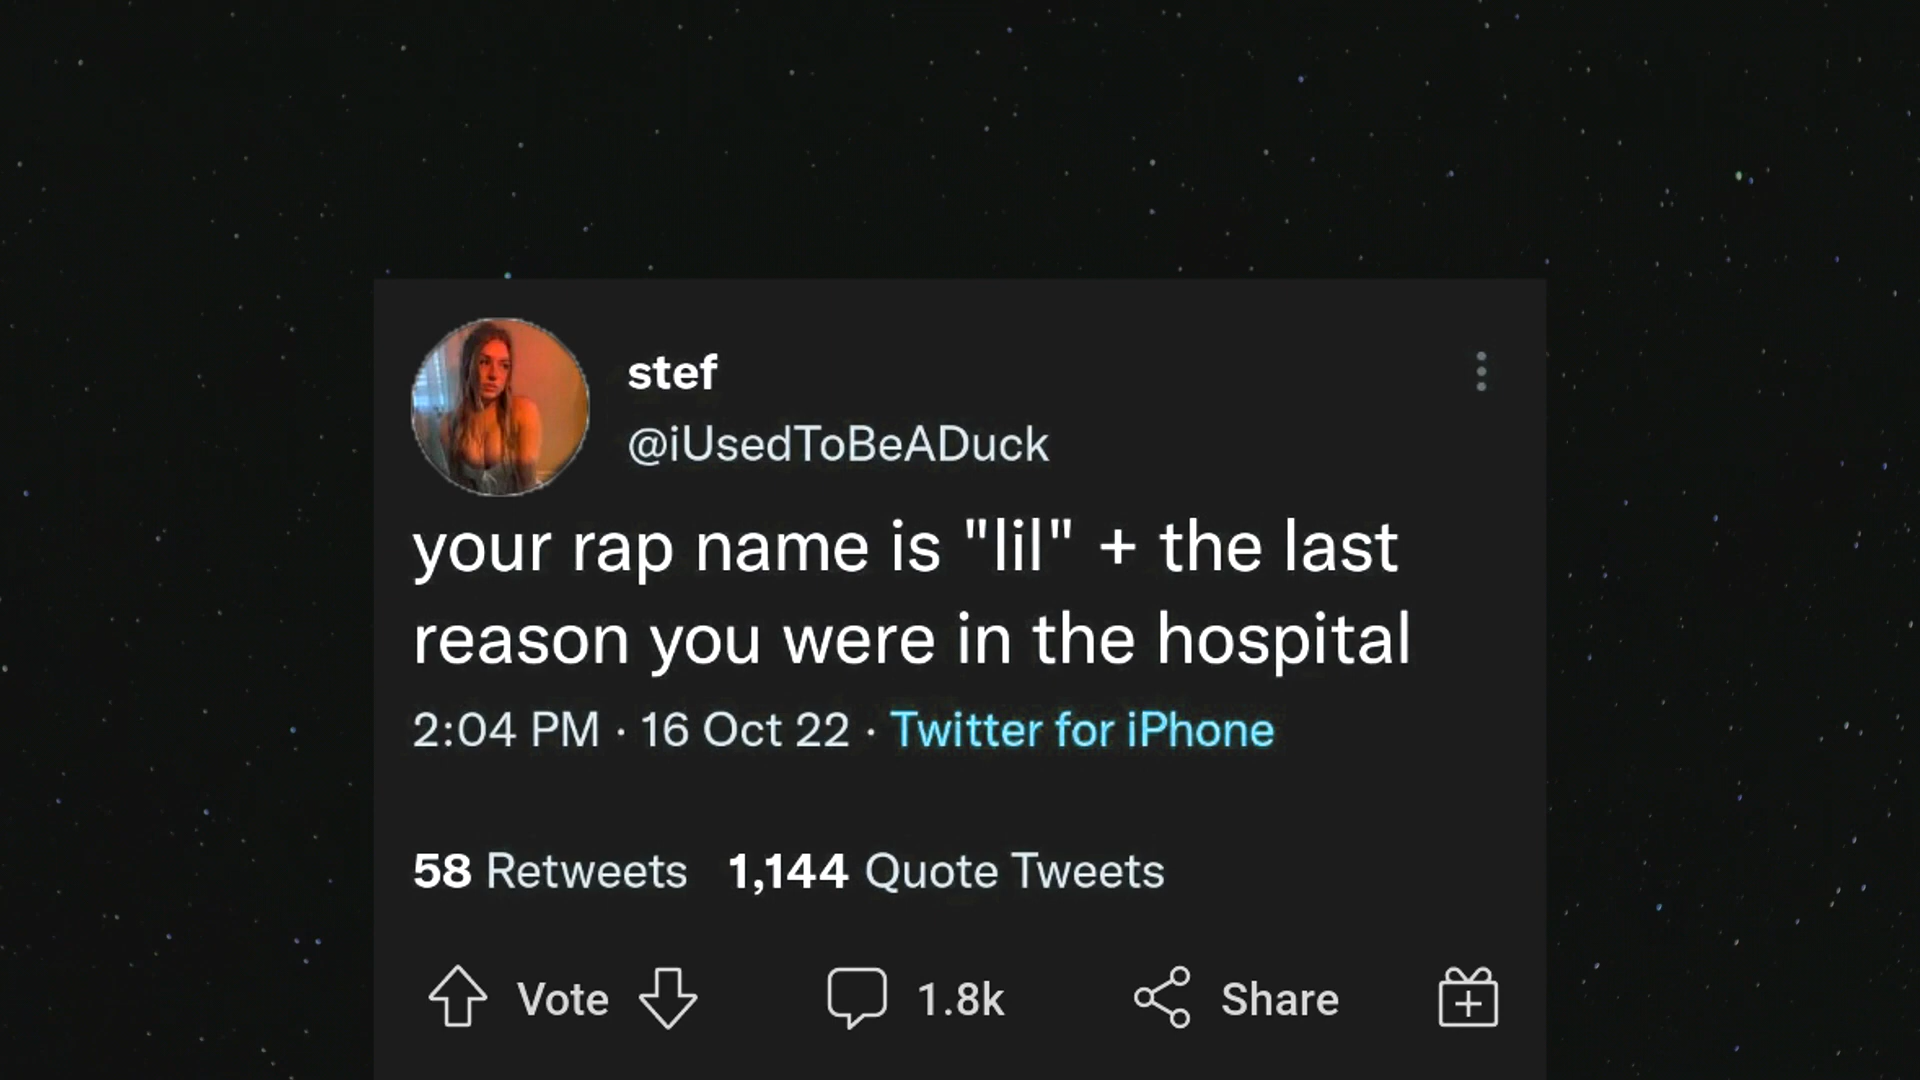 stef
@iUsedToBeADuck
your rap name is "lil" + the last
reason you were in the hospital
2:04 PM · 16 Oct 22 · Twitter for iPhone
58 Retweets 1,144 Quote Tweets
Vote 1.8k Share